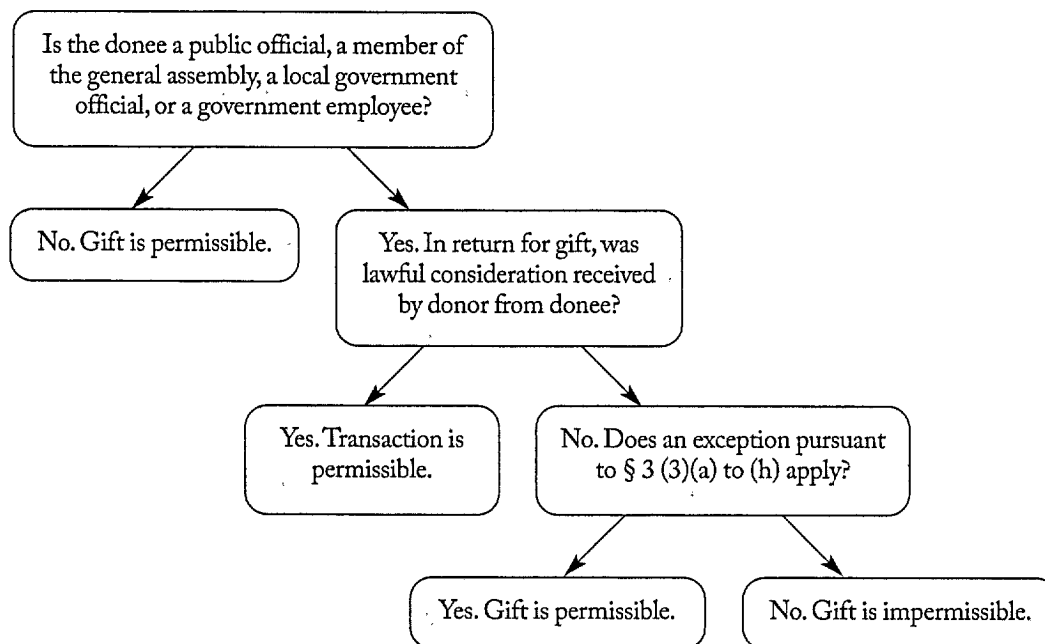 Is the donee a public official, a member of
the general assembly, a local government
official, or a government employee?
No. Gift is permissible.
Yes. In return for gift, was
lawful consideration received
by donor from donee?
Yes. Transaction is
permissible.
No. Does an exception pursuant
to § 3 (3)(a) to (h) apply?
Yes. Gift is permissible.
No. Gift is impermissible.